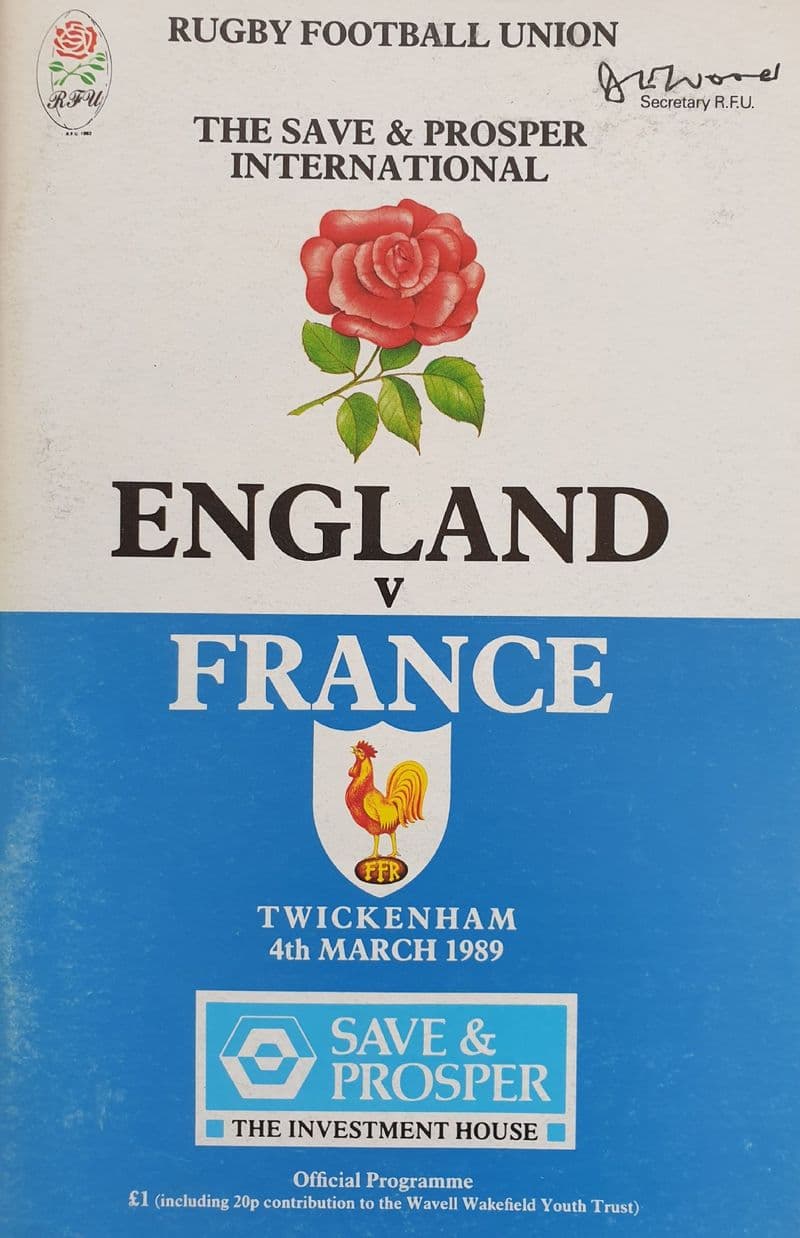 RUGBY FOOTBALL UNION
RFU
Secretary R.F.U.
THE SAVE & PROSPER
INTERNATIONAL
ENGLAND
V
FRANCE
FFR
TWICKENHAM
4th MARCH 1989
SAVE &
PROSPER
THE INVESTMENT HOUSE
Official Programme
£1 (including 20p contribution to the Wavell Wakefield Youth Trust)